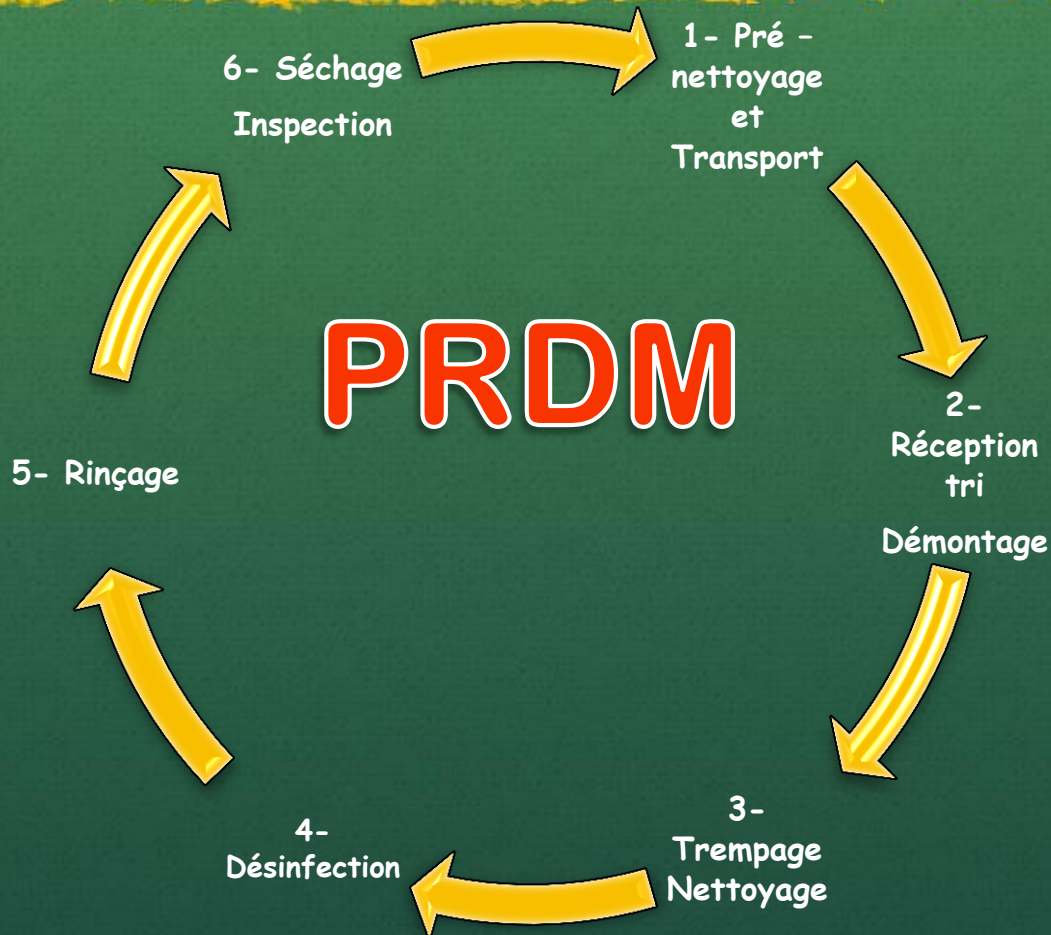 1- Pré -
nettoyage
et
Transport
2-
Réception
tri
Démontage
3-
Trempage
Nettoyage
4-
Désinfection
5- Rinçage
6- Séchage
Inspection
PRDM